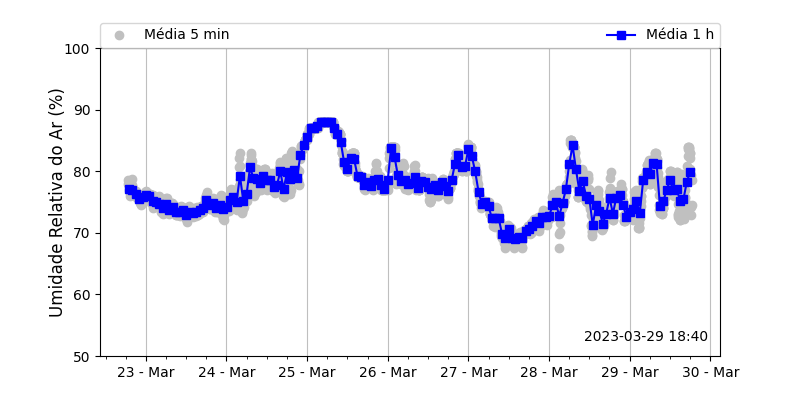 Média 5 min
Média 1 h
Umidade Relativa do Ar (%)
100
90
80
70
60
50
2023-03-29 18:40
23 - Mar
24 - Mar
25 - Mar
26 - Mar
27 - Mar
28 - Mar
29 - Mar
30 - Mar